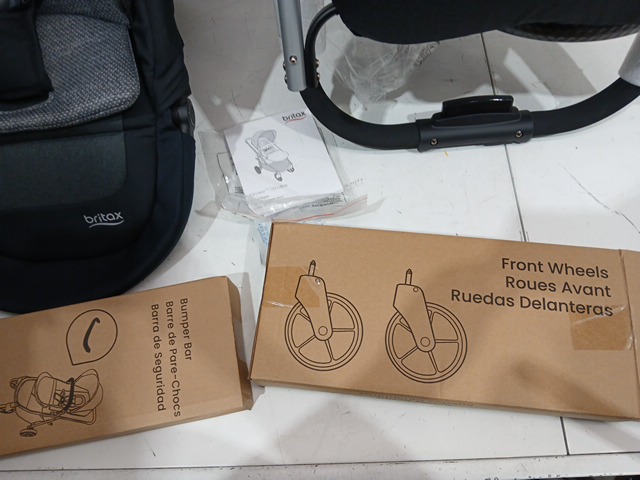 britax
britax
Front Wheels
Roues Avant
Ruedas Delanteras
Bumper Bar
Barre de Pare-Chocs
Barra de Seguridad